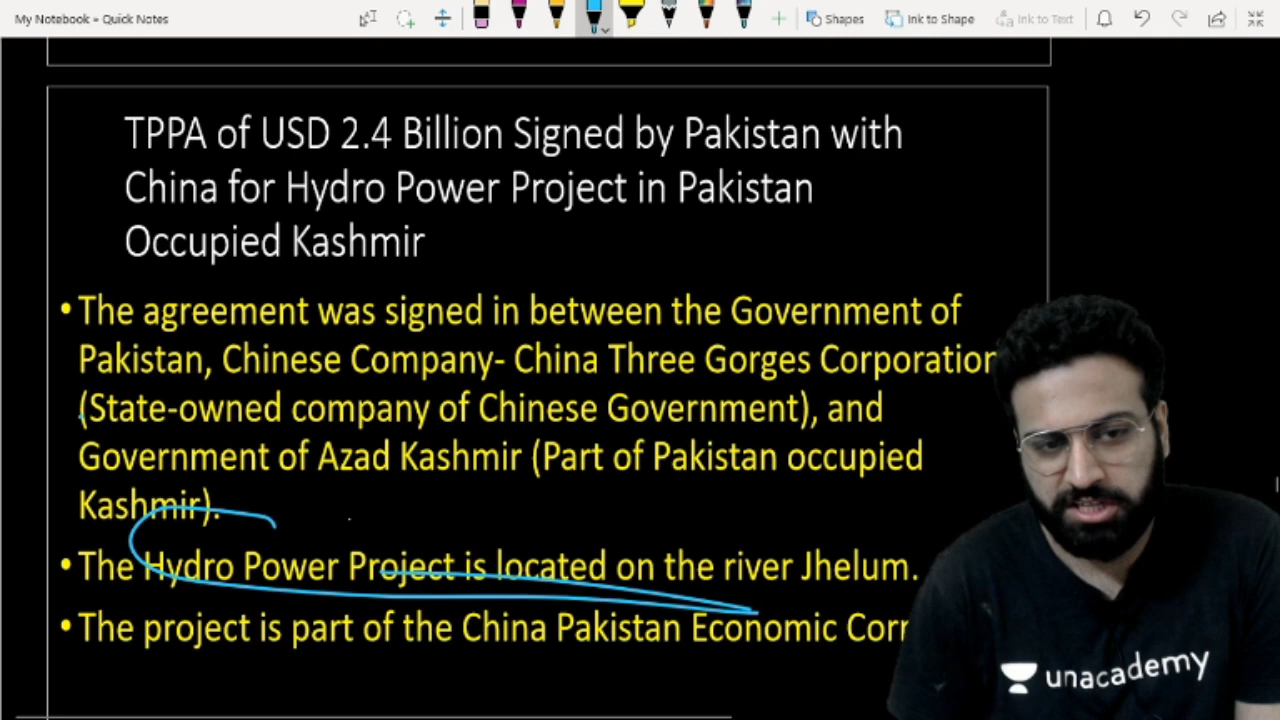 My Notebook » Quick Notes
Shapes
Ink to Shape
Ink to Text
TPPA of USD 2.4 Billion Signed by Pakistan with
China for Hydro Power Project in Pakistan
Occupied Kashmir
• The agreement was signed in between the Government of
Pakistan, Chinese Company- China Three Gorges Corporation
(State-owned company of Chinese Government), and
Government of Azad Kashmir (Part of Pakistan occupied
Kashmir).
• The Hydro Power Project is located on the river Jhelum.
• The project is part of the China Pakistan Economic Corr
unacademy